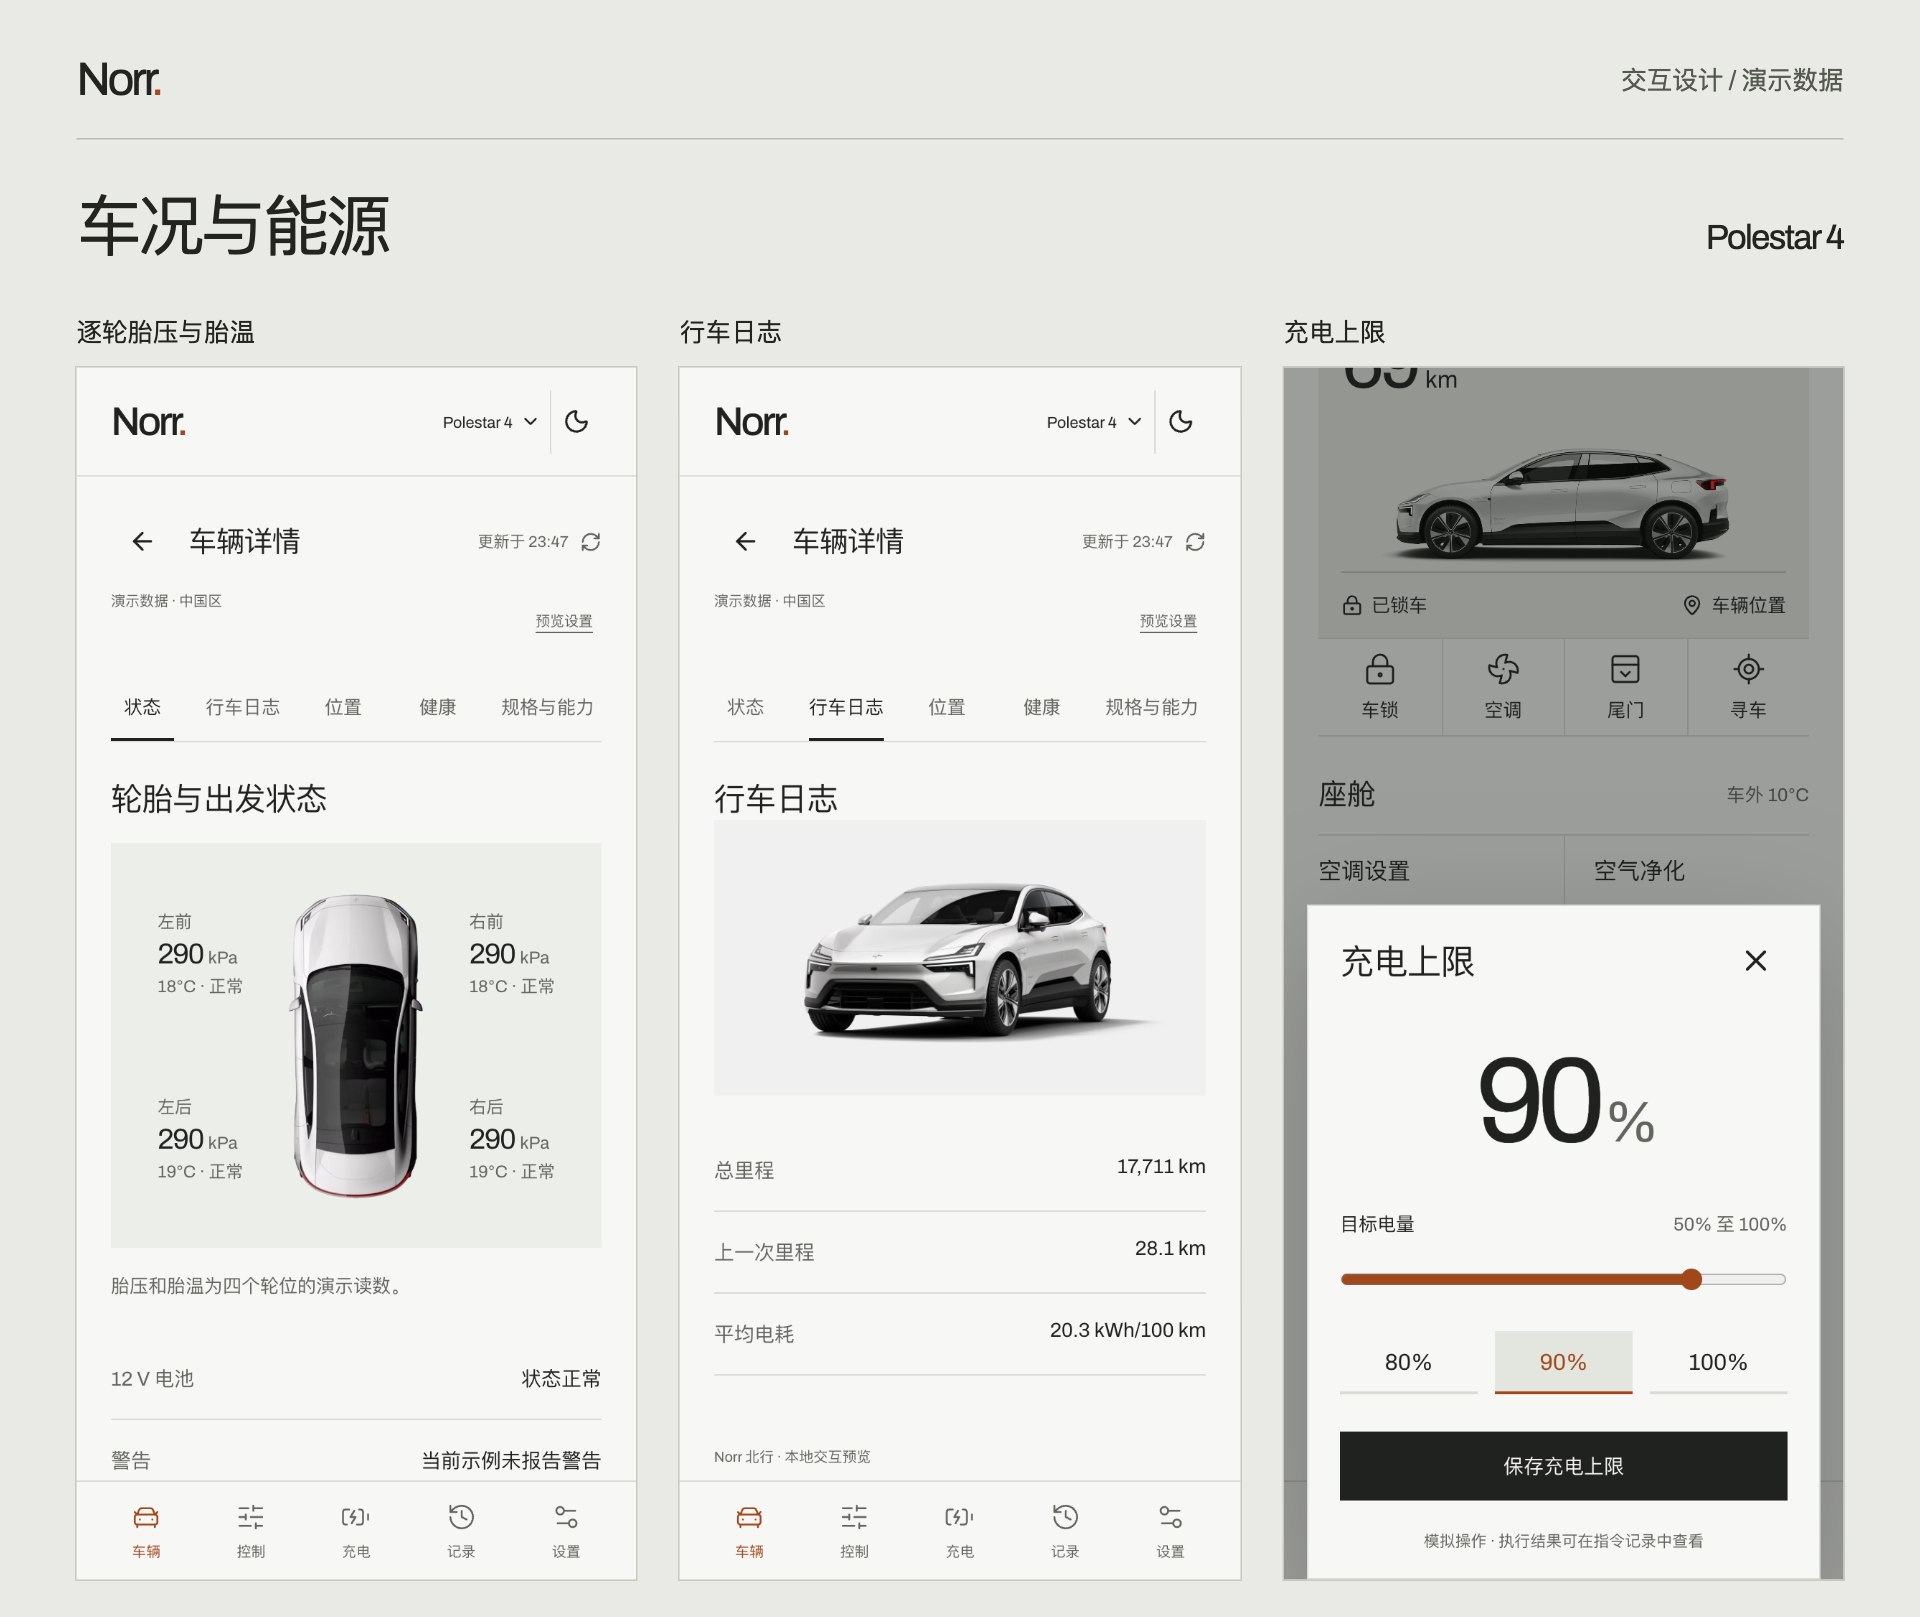 Norr.
交互设计 / 演示数据
车况与能源
Polestar 4
逐轮胎压与胎温
Norr.
Polestar 4
车辆详情
更新于 23:47
演示数据 · 中国区
预览设置
状态
行车日志
位置
健康
规格与能力
轮胎与出发状态
左前
290 kPa
18°C · 正常
右前
290 kPa
18°C · 正常
左后
290 kPa
19°C · 正常
右后
290 kPa
19°C · 正常
胎压和胎温为四个轮位的演示读数。
12 V 电池
状态正常
警告
当前示例未报告警告
车辆
控制
充电
记录
设置
行车日志
Norr.
Polestar 4
车辆详情
更新于 23:47
演示数据 · 中国区
预览设置
状态
行车日志
位置
健康
规格与能力
行车日志
总里程
17,711 km
上一次里程
28.1 km
平均电耗
20.3 kWh/100 km
Norr 北行 · 本地交互预览
车辆
控制
充电
记录
设置
充电上限
km
已锁车
车辆位置
车锁
空调
尾门
寻车
座舱
车外 10°C
空调设置
空气净化
充电上限
90%
目标电量
50% 至 100%
80%
90%
100%
保存充电上限
模拟操作 · 执行结果可在指令记录中查看